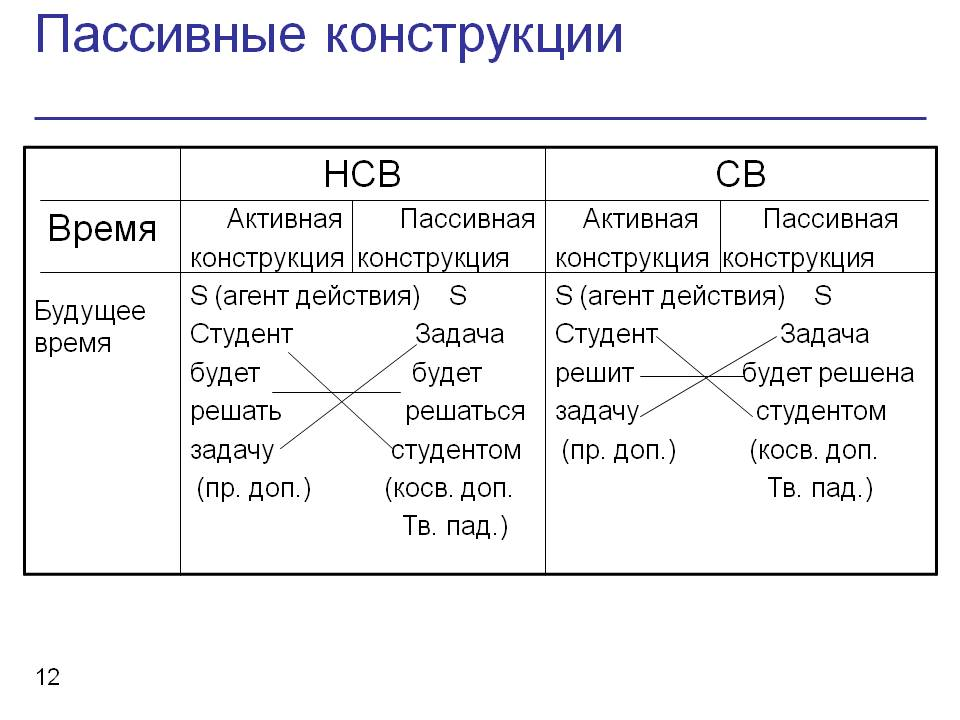 Пассивные конструкции
НСВ СВ
Время
Активная Пассивная Активная Пассивная
конструкция конструкция конструкция конструкция
Будущее
время
S (агент действия) S
Студент Задача
будет будет
решать решаться
задачу студентом
(пр. доп.) (косв. доп.
Тв. пад.)
S (агент действия) S
Студент Задача
решит будет решена
задачу студентом
(пр. доп.) (косв. доп.
Тв. пад.)
12